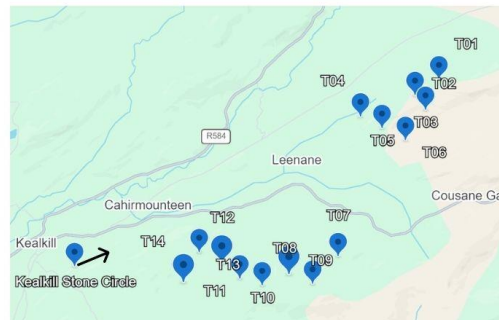 T01
T02
T04
T03
T05
T06
R584
Leenane
Cousane Ga
Cahirmounteen
T12
T07
Kealkill
T14
T08
T13
T09
Kealkill Stone Circle
T11
T10